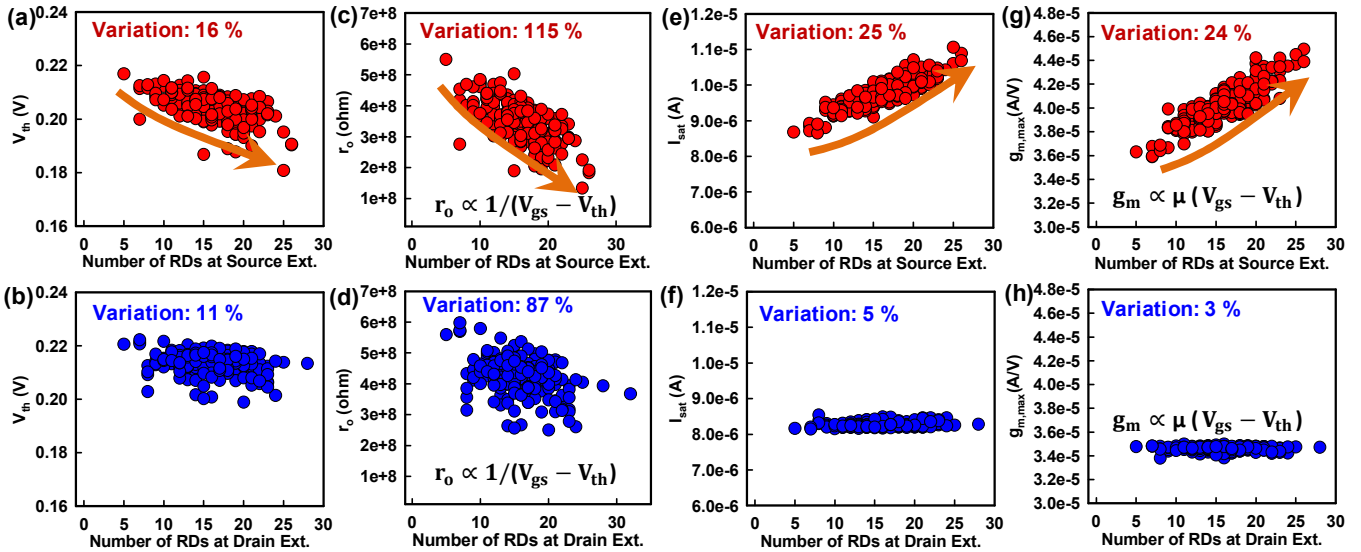 (a)
0.24
0.22
0.20
0.18
0.16
V_th (V)
Variation: 16 %
0 5 10 15 20 25 30
Number of RDs at Source Ext.
(c)
7e+8
6e+8
5e+8
4e+8
3e+8
2e+8
1e+8
r_o (ohm)
Variation: 115 %
r_o ∝ 1/(V_gs − V_th)
0 10 20 30
Number of RDs at Source Ext.
(e)
1.2e-5
1.1e-5
1.0e-5
9.0e-6
8.0e-6
7.0e-6
6.0e-6
I_sat (A)
Variation: 25 %
0 5 10 15 20 25 30
Number of RDs at Source Ext.
(g)
4.8e-5
4.6e-5
4.4e-5
4.2e-5
4.0e-5
3.8e-5
3.6e-5
3.4e-5
3.2e-5
3.0e-5
g_m,max(A/V)
Variation: 24 %
g_m ∝ μ (V_gs − V_th)
0 5 10 15 20 25 30
Number of RDs at Source Ext.
(b)
0.24
0.22
0.20
0.18
0.16
V_th (V)
Variation: 11 %
0 5 10 15 20 25 30
Number of RDs at Drain Ext.
(d)
7e+8
6e+8
5e+8
4e+8
3e+8
2e+8
1e+8
r_o (ohm)
Variation: 87 %
r_o ∝ 1/(V_gs − V_th)
0 10 20 30
Number of RDs at Drain Ext.
(f)
1.2e-5
1.1e-5
1.0e-5
9.0e-6
8.0e-6
7.0e-6
6.0e-6
I_sat (A)
Variation: 5 %
0 5 10 15 20 25 30
Number of RDs at Drain Ext.
(h)
4.8e-5
4.6e-5
4.4e-5
4.2e-5
4.0e-5
3.8e-5
3.6e-5
3.4e-5
3.2e-5
3.0e-5
g_m,max(A/V)
Variation: 3 %
g_m ∝ μ (V_gs − V_th)
0 5 10 15 20 25 30
Number of RDs at Drain Ext.